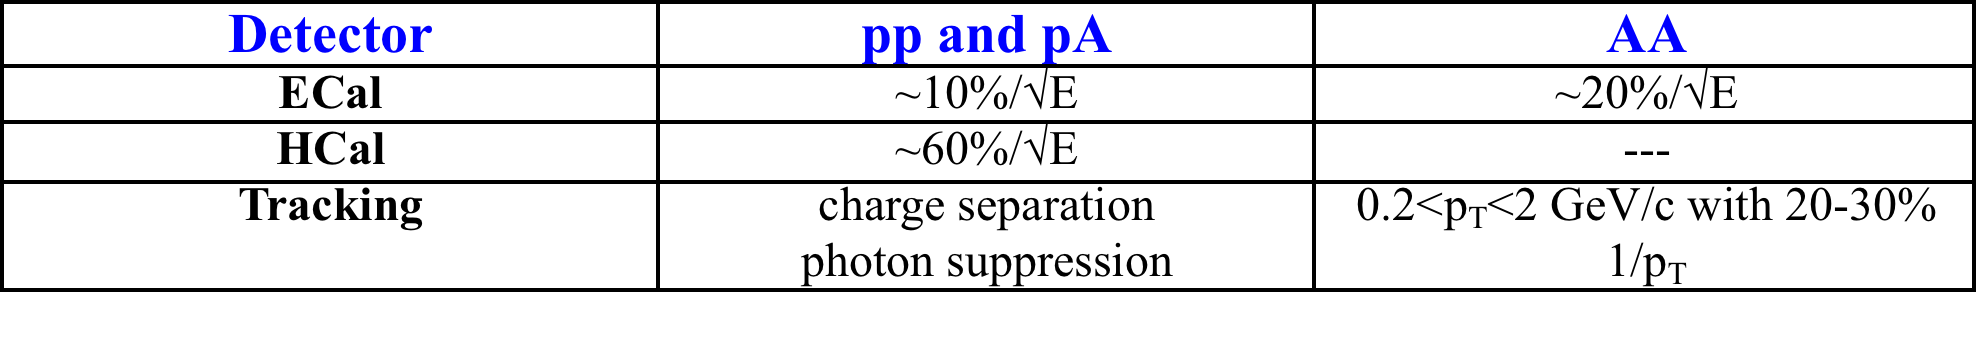 Detector pp and pA AA
ECal ~10%/√E ~20%/√E
HCal ~60%/√E ---
Tracking charge separation 0.2<pT<2 GeV/c with 20-30%
photon suppression 1/pT